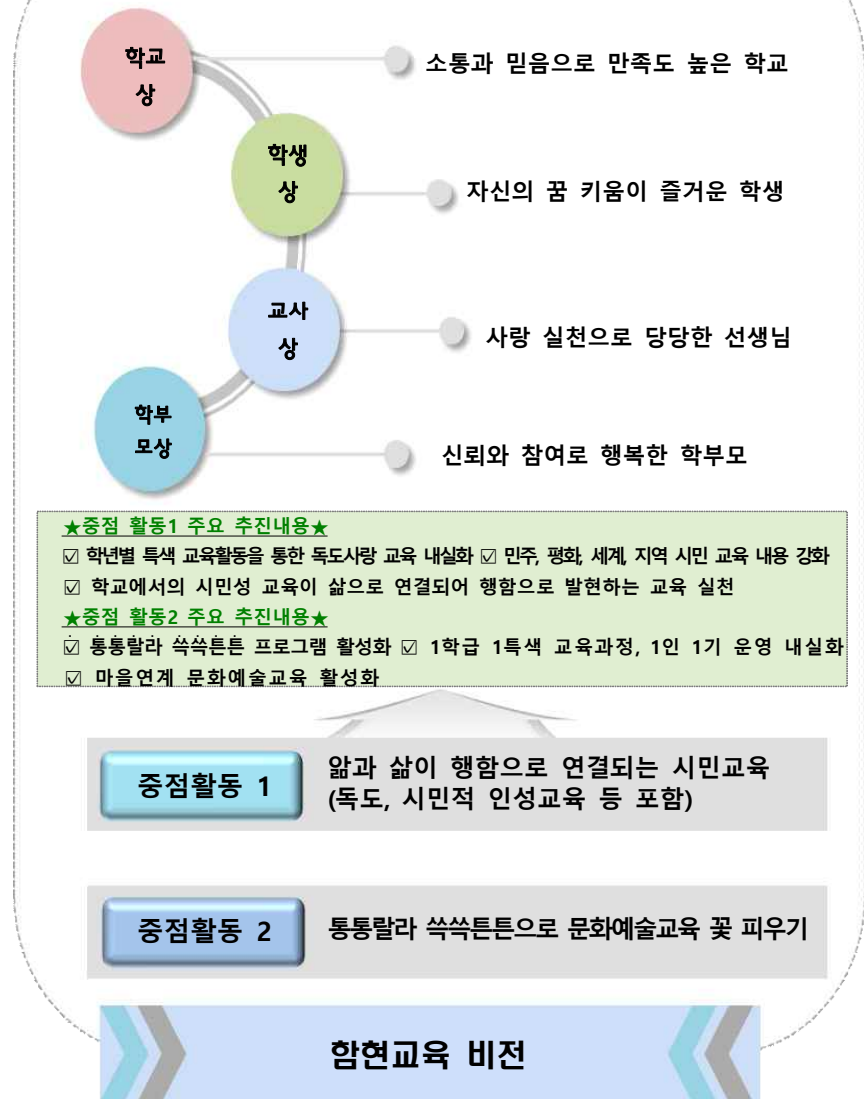 학교
상
소통과 믿음으로 만족도 높은 학교
학생
상
자신의 꿈 키움이 즐거운 학생
교사
상
사랑 실천으로 당당한 선생님
학부
모상
신뢰와 참여로 행복한 학부모
★중점 활동1 주요 추진내용★
☑ 학년별 특색 교육활동을 통한 독도사랑 교육 내실화 ☑ 민주, 평화, 세계, 지역 시민 교육 내용 강화
☑ 학교에서의 시민성 교육이 삶으로 연결되어 행함으로 발현하는 교육 실천
★중점 활동2 주요 추진내용★
☑ 통통랄라 쏙쏙튼튼 프로그램 활성화 ☑ 1학급 1특색 교육과정, 1인 1기 운영 내실화
☑ 마을연계 문화예술교육 활성화
중점활동 1
앎과 삶이 행함으로 연결되는 시민교육
(독도, 시민적 인성교육 등 포함)
중점활동 2
통통랄라 쏙쏙튼튼으로 문화예술교육 꽃 피우기
함현교육 비전